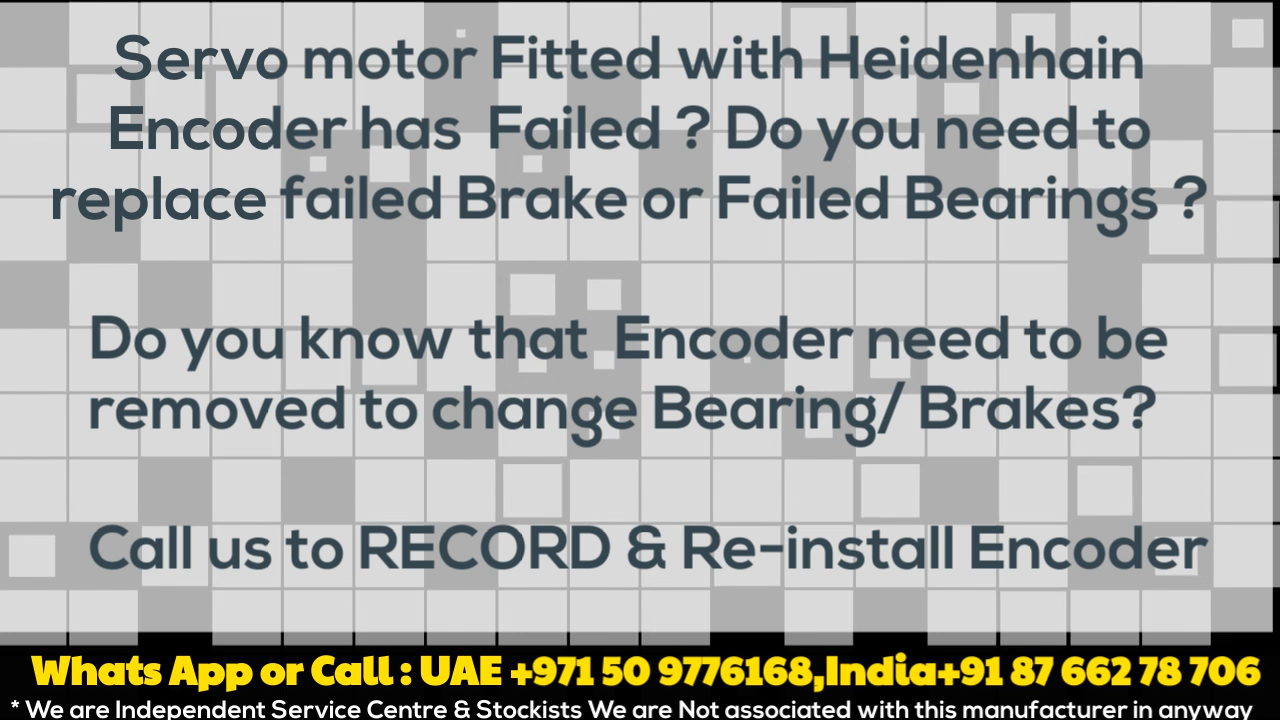 Servo motor Fitted with Heidenhain
Encoder has Failed ? Do you need to
replace failed Brake or Failed Bearings ?
Do you know that Encoder need to be
removed to change Bearing/ Brakes?
Call us to RECORD & Re-install Encoder
Whats App or Call : UAE +971 50 9776168,India+91 87 662 78 706
* We are Independent Service Centre & Stockists We are Not associated with this manufacturer in anyway